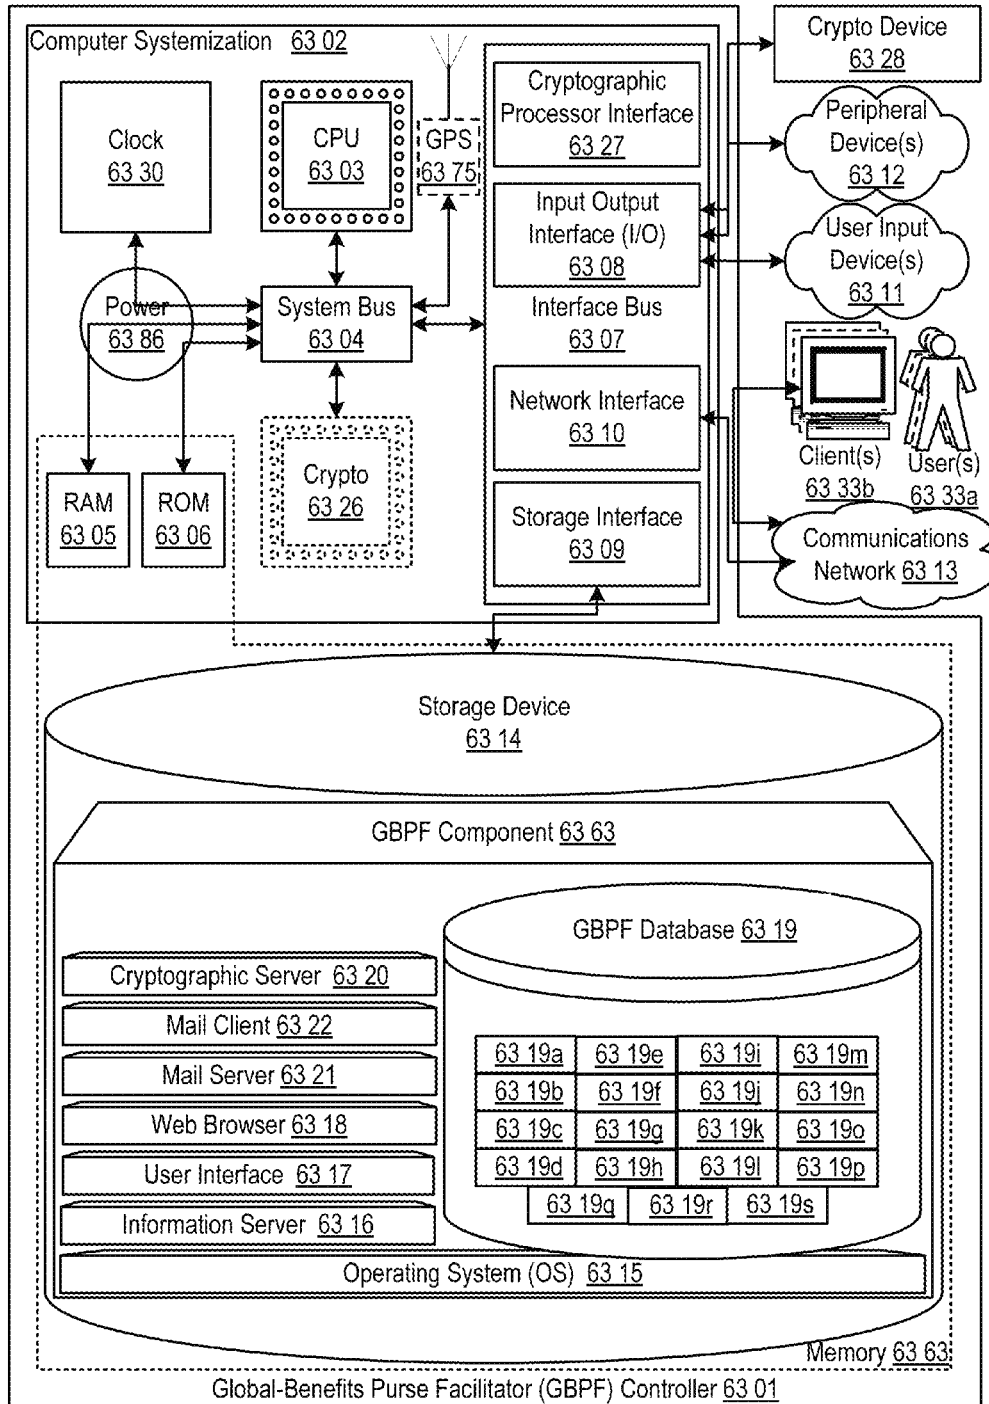 Computer Systemization 63 02
Clock
63 30
CPU
63 03
GPS
63 75
Cryptographic
Processor Interface
63 27
Input Output
Interface (I/O)
63 08
Interface Bus
63 07
Network Interface
63 10
Storage Interface
63 09
Power
63 86
System Bus
63 04
Crypto
63 26
RAM
63 05
ROM
63 06
Crypto Device
63 28
Peripheral
Device(s)
63 12
User Input
Device(s)
63 11
Client(s)
63 33b
User(s)
63 33a
Communications
Network 63 13
Storage Device
63 14
GBPF Component 63 63
GBPF Database 63 19
Cryptographic Server 63 20
Mail Client 63 22
Mail Server 63 21
Web Browser 63 18
User Interface 63 17
Information Server 63 16
63 19a 63 19e 63 19i 63 19m
63 19b 63 19f 63 19j 63 19n
63 19c 63 19g 63 19k 63 19o
63 19d 63 19h 63 19l 63 19p
63 19q 63 19r 63 19s
Operating System (OS) 63 15
Memory 63 63
Global-Benefits Purse Facilitator (GBPF) Controller 63 01